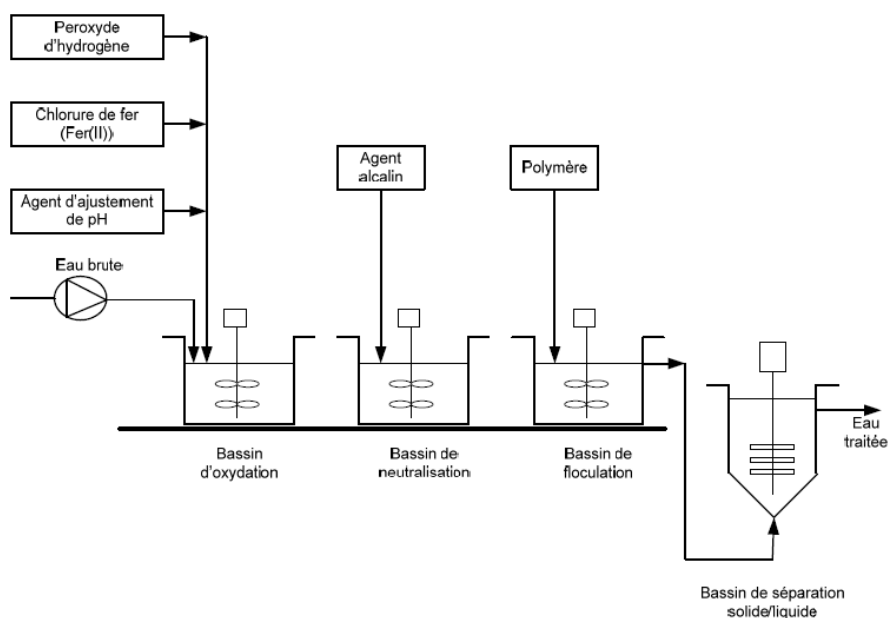 Peroxyde
d'hydrogène
Chlorure de fer
(Fer(II))
Agent d'ajustement
de pH
Eau brute
Agent
alcalin
Polymère
Bassin
d'oxydation
Bassin de
neutralisation
Bassin de
floculation
Eau
traitée
Bassin de séparation
solide/liquide